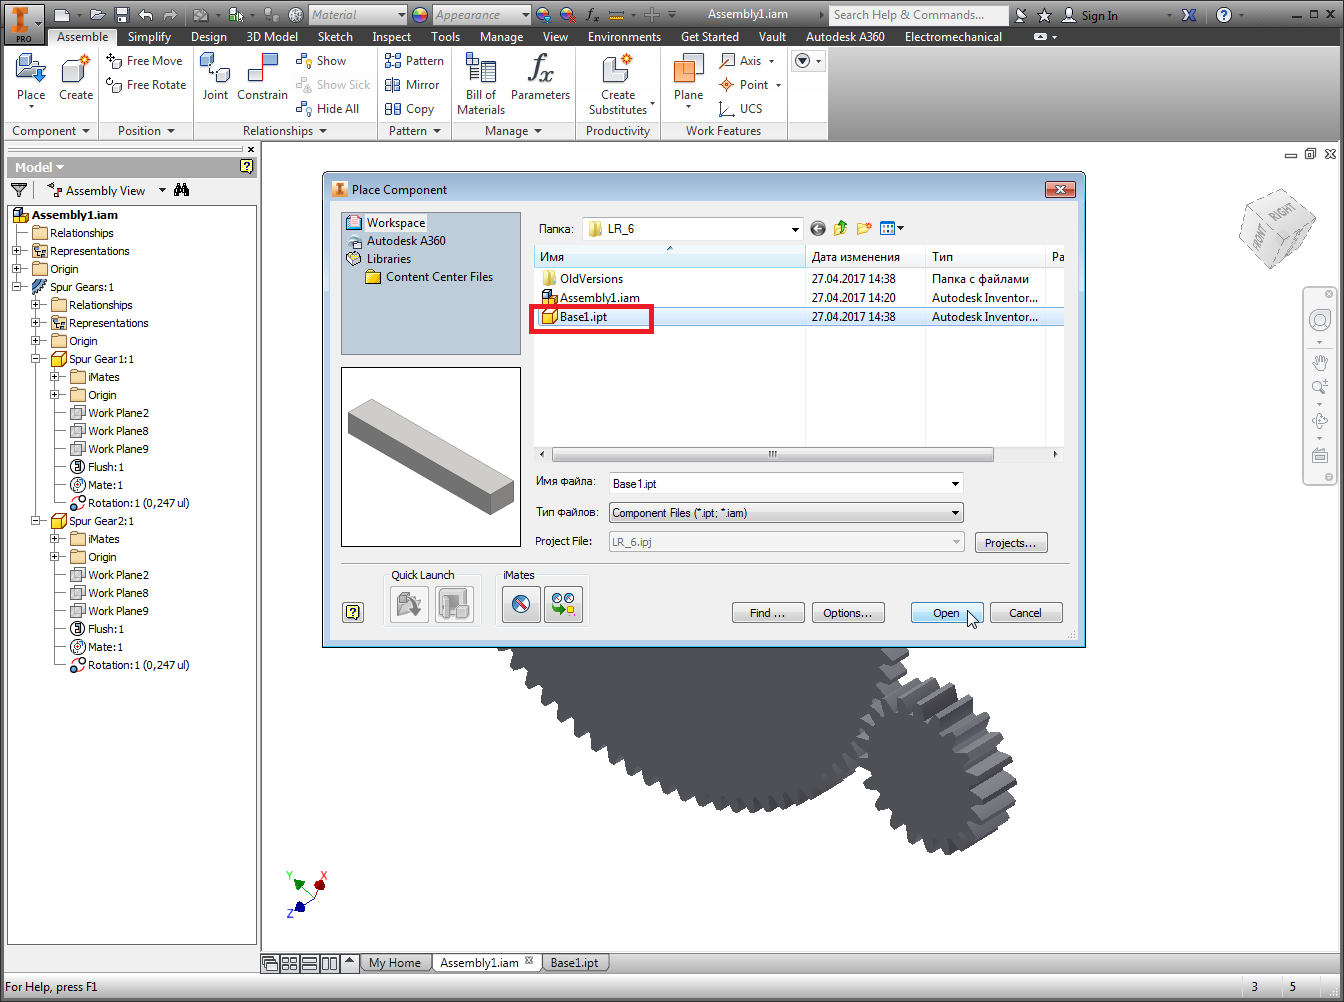 Material
Appearance
Assembly1.iam
Search Help & Commands...
Sign In
PRO
Assemble
Simplify
Design
3D Model
Sketch
Inspect
Tools
Manage
View
Environments
Get Started
Vault
Autodesk A360
Electromechanical
Place
Create
Free Move
Free Rotate
Joint
Constrain
Show
Show Sick
Hide All
Pattern
Mirror
Copy
Bill of
Materials
Parameters
Create
Substitutes
Plane
Axis
Point
UCS
Component
Position
Relationships
Pattern
Manage
Productivity
Work Features
Model
Assembly View
Assembly1.iam
Relationships
Representations
Origin
Spur Gears:1
Relationships
Representations
Origin
Spur Gear1:1
iMates
Origin
Work Plane2
Work Plane8
Work Plane9
Flush:1
Mate:1
Rotation:1 (0,247 ul)
Spur Gear2:1
iMates
Origin
Work Plane2
Work Plane8
Work Plane9
Flush:1
Mate:1
Rotation:1 (0,247 ul)
Place Component
Workspace
Autodesk A360
Libraries
Content Center Files
Папка:
LR_6
Имя
Дата изменения
Тип
Ра
OldVersions
27.04.2017 14:38
Папка с файлами
Assembly1.iam
27.04.2017 14:20
Autodesk Inventor...
Base1.ipt
27.04.2017 14:38
Autodesk Inventor...
Имя файла:
Base1.ipt
Тип файлов:
Component Files (*.ipt; *.iam)
Project File:
LR_6.ipj
Projects...
Quick Launch
iMates
Find ...
Options...
Open
Cancel
FRONT
RIGHT
Y
X
Z
My Home
Assembly1.iam
Base1.ipt
For Help, press F1
3
5